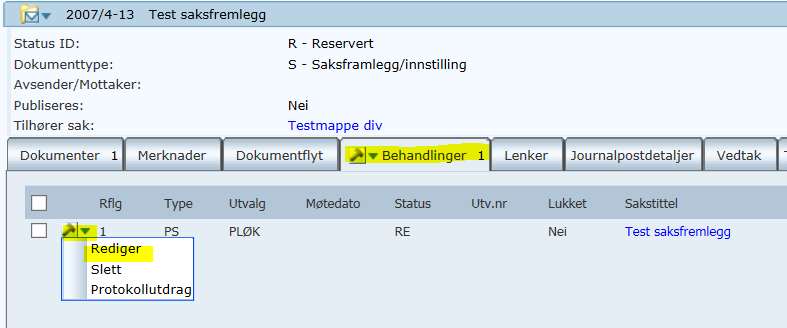 2007/4-13 Test saksfremlegg
Status ID: R - Reservert
Dokumenttype: S - Saksframlegg/innstilling
Avsender/Mottaker:
Publiseres: Nei
Tilhører sak: Testmappe div
Dokumenter 1 Merknader Dokumentflyt Behandlinger 1 Lenker Journalpostdetaljer Vedtak
Rflg Type Utvalg Møtedato Status Utv.nr Lukket Sakstittel
1 PS PLØK RE Nei Test saksfremlegg
Rediger
Slett
Protokollutdrag